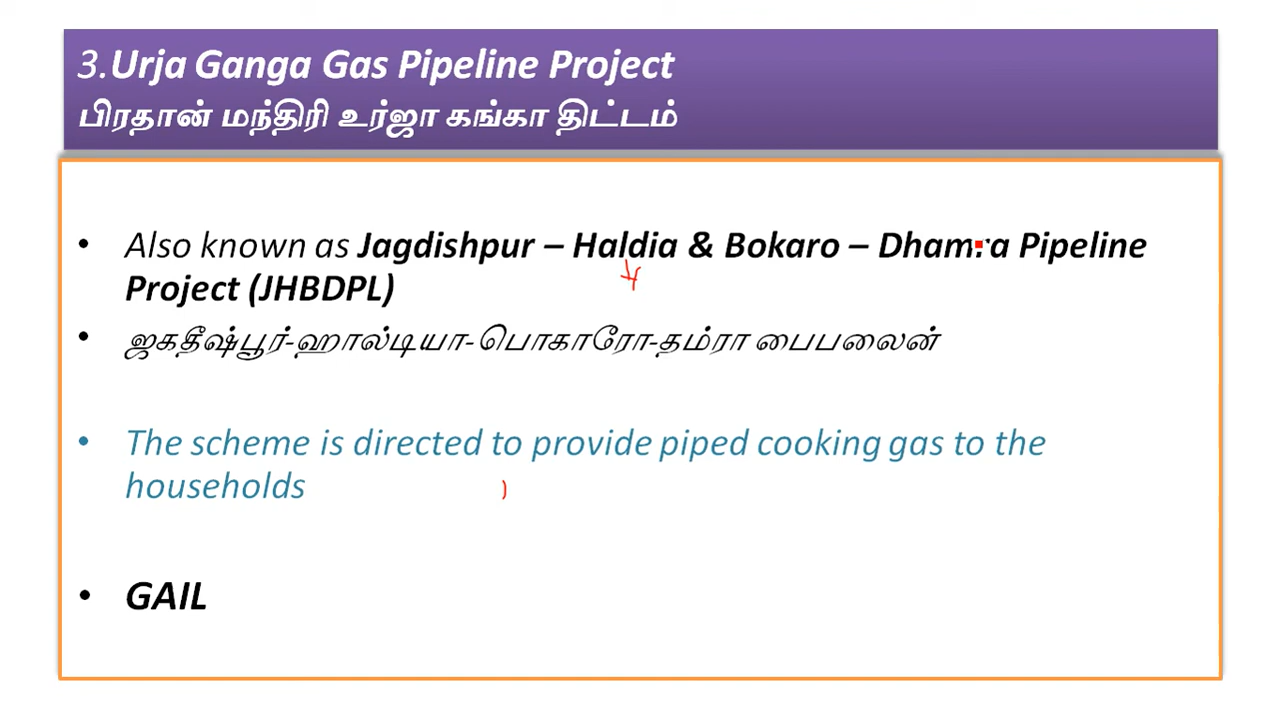 3.Urja Ganga Gas Pipeline Project
பிரதான் மந்திரி உர்ஜா கங்கா திட்டம்
• Also known as Jagdishpur – Haldia & Bokaro – Dhamra Pipeline
Project (JHBDPL)
• ஜகதீஷ்பூர்-ஹால்டியா-பொகாரோ-தம்ரா பைபலைன்
• The scheme is directed to provide piped cooking gas to the
households
• GAIL